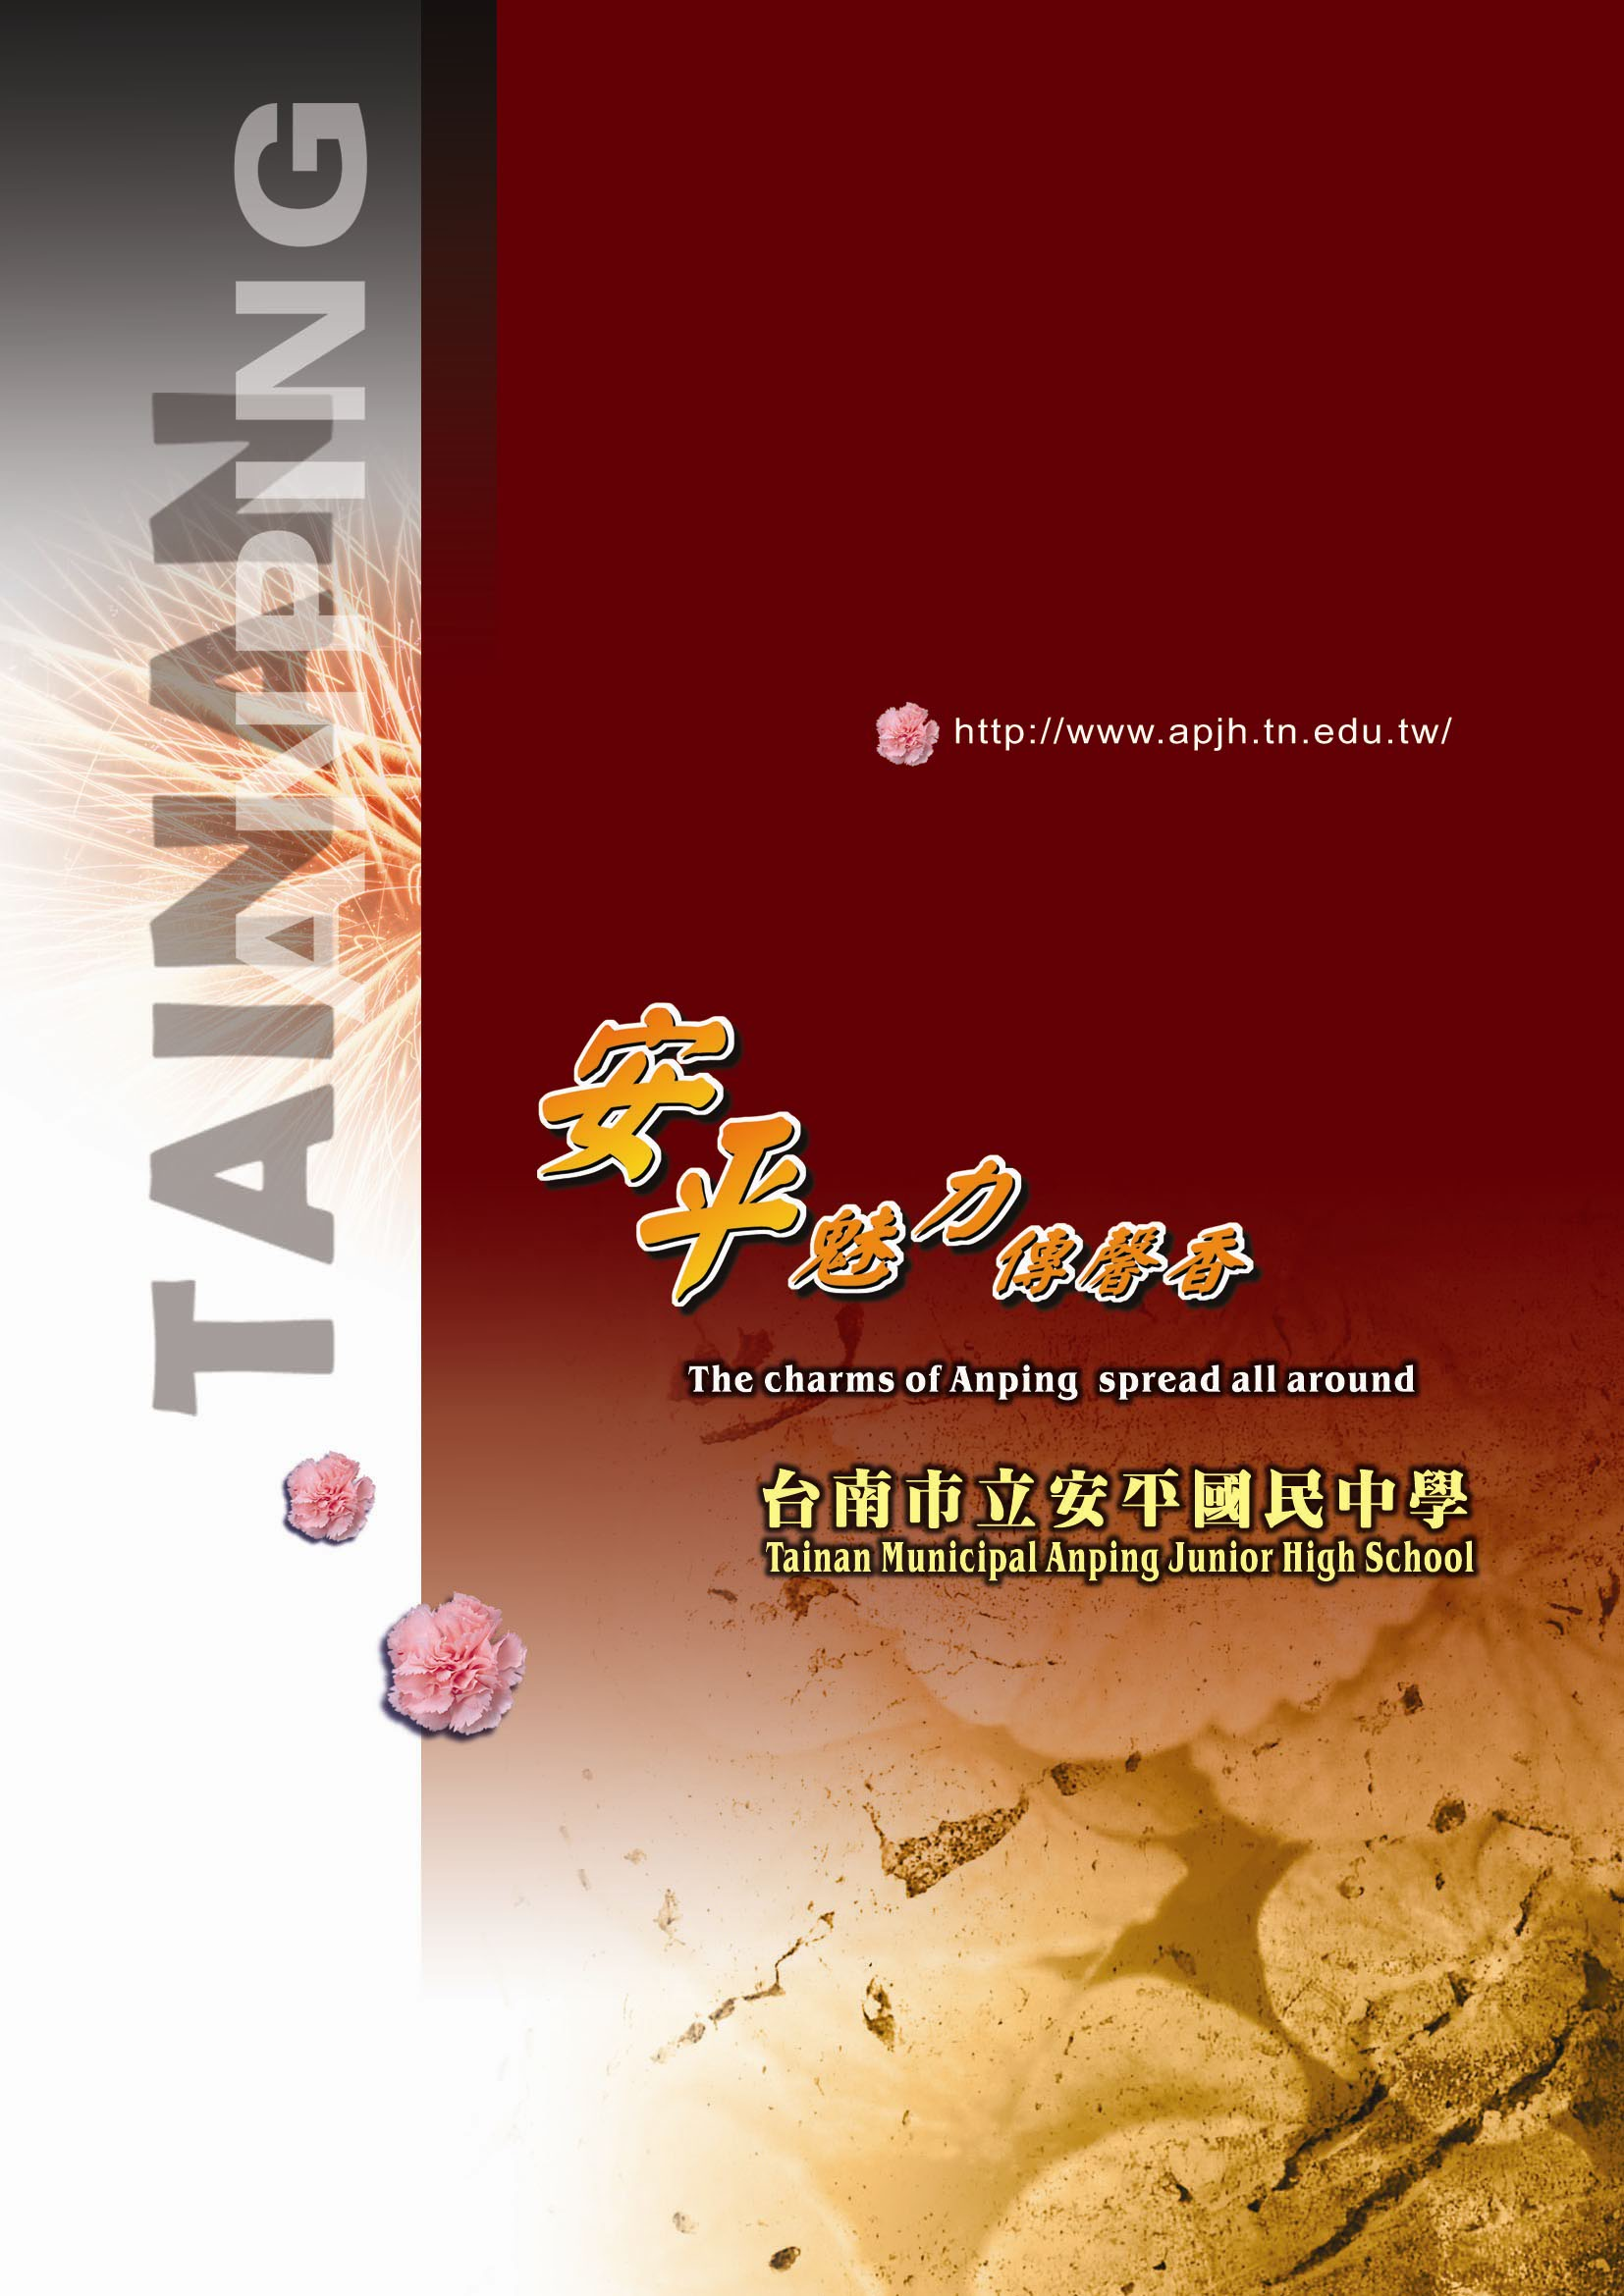 TAINAN
ANPING
http://www.apjh.tn.edu.tw/
安平魅力傳馨香
The charms of Anping spread all around
台南市立安平國民中學
Tainan Municipal Anping Junior High School